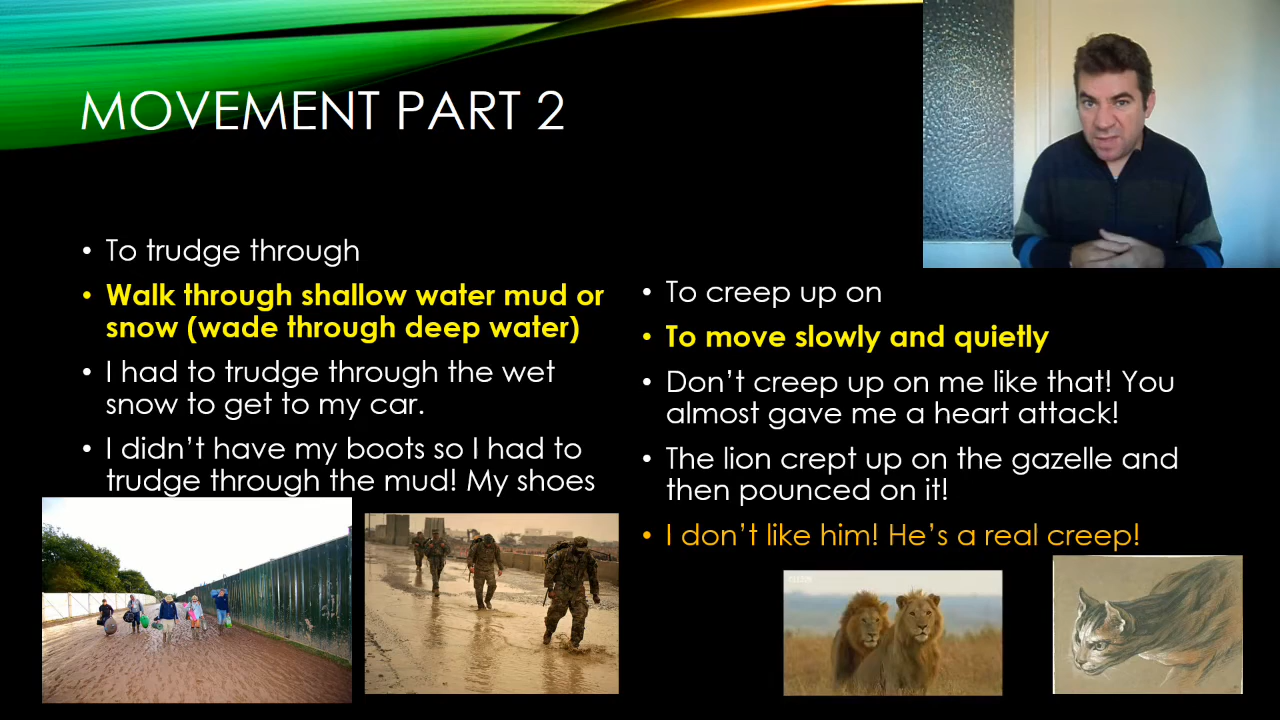 MOVEMENT PART 2
• To trudge through
• Walk through shallow water mud or
snow (wade through deep water)
• I had to trudge through the wet
snow to get to my car.
• I didn't have my boots so I had to
trudge through the mud! My shoes
• To creep up on
• To move slowly and quietly
• Don't creep up on me like that! You
almost gave me a heart attack!
• The lion crept up on the gazelle and
then pounced on it!
• I don't like him! He's a real creep!
BBC